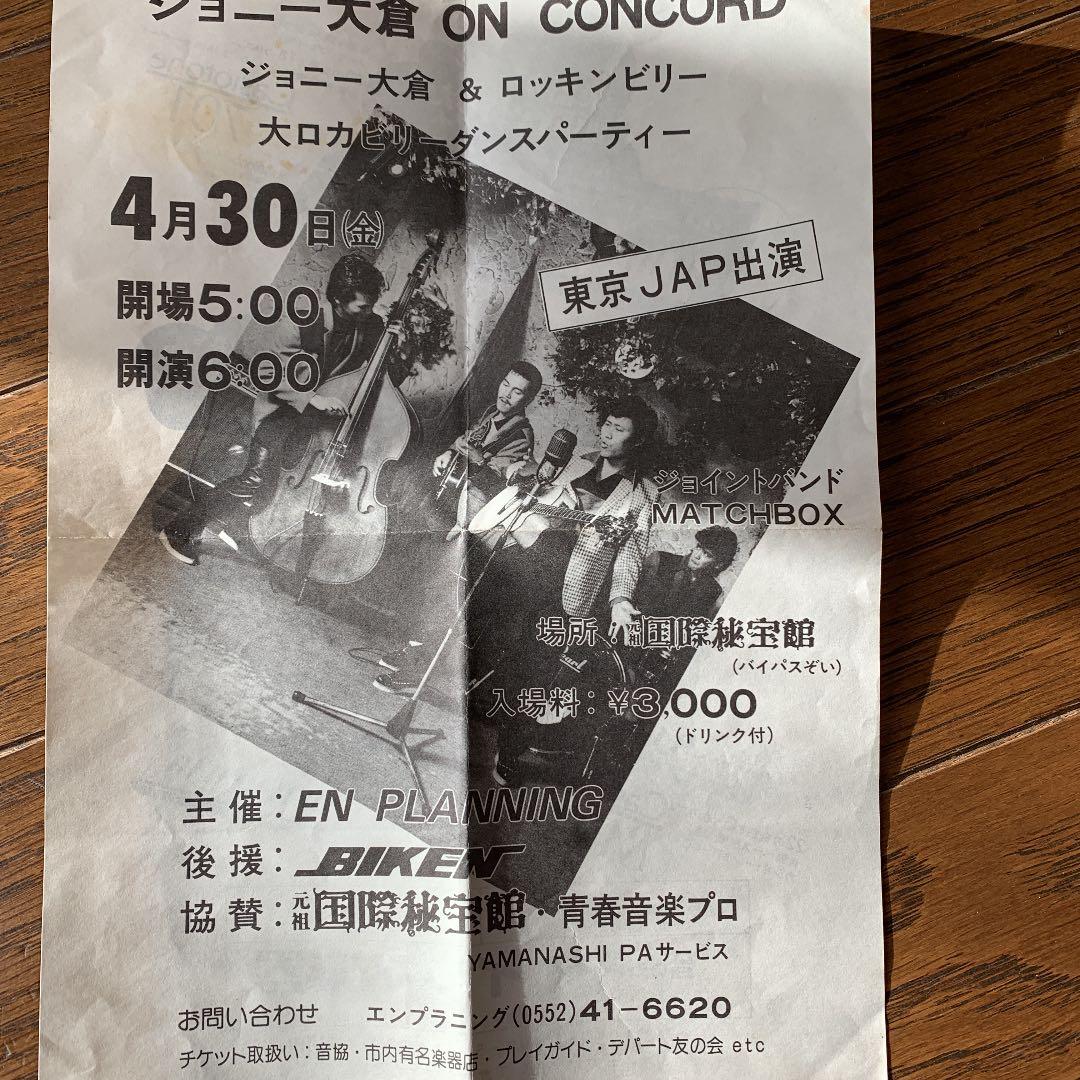 ジョニー大倉 ON CONCORD
ジョニー大倉 & ロッキンビリー
大ロカビリーダンスパーティー
4月30日(金)
開場5:00
開演6:00
東京JAP出演
ジョイントバンド
MATCHBOX
場所:元祖国際秘宝館
(バイパスぞい)
入場料:¥3,000
(ドリンク付)
主催:EN PLANNING
後援:BIKEN
協賛:元祖国際秘宝館・青春音楽プロ
YAMANASHI PAサービス
お問い合わせ エンプラニング(0552)41-6620
チケット取扱い:音協・市内有名楽器店・プレイガイド・デパート友の会 etc